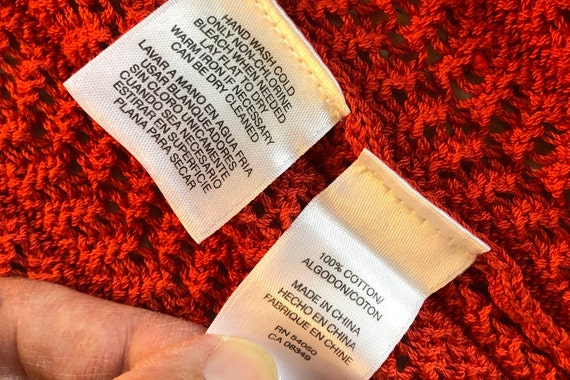 HAND WASH COLD
ONLY NON-CHLORINE
BLEACH WHEN NEEDED
LAY FLAT TO DRY
WARM IRON IF NECESSARY
CAN BE DRY CLEANED
LAVAR A MANO EN AGUA FRIA
USAR BLANQUEADORES
SIN CLORO UNICAMENTE
CUANDO SEA NECESARIO
ESTIRAR EN SUPERFICIE
PLANA PARA SECAR
100% COTTON/
ALGODON/COTON
MADE IN CHINA
HECHO EN CHINA
FABRIQUE EN CHINE
RN 54050
CA 08349